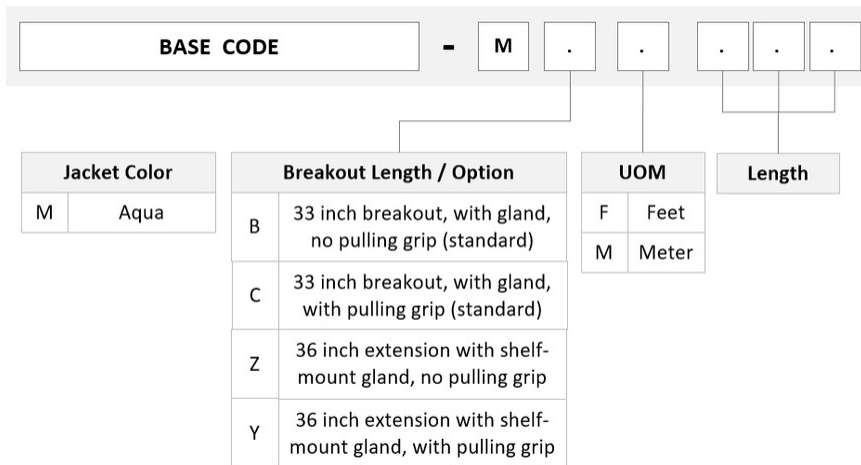 BASE CODE - M . . . . .
Jacket Color
M Aqua
Breakout Length / Option
B 33 inch breakout, with gland,
no pulling grip (standard)
C 33 inch breakout, with gland,
with pulling grip (standard)
Z 36 inch extension with shelf-
mount gland, no pulling grip
Y 36 inch extension with shelf-
mount gland, with pulling grip
UOM
F Feet
M Meter
Length